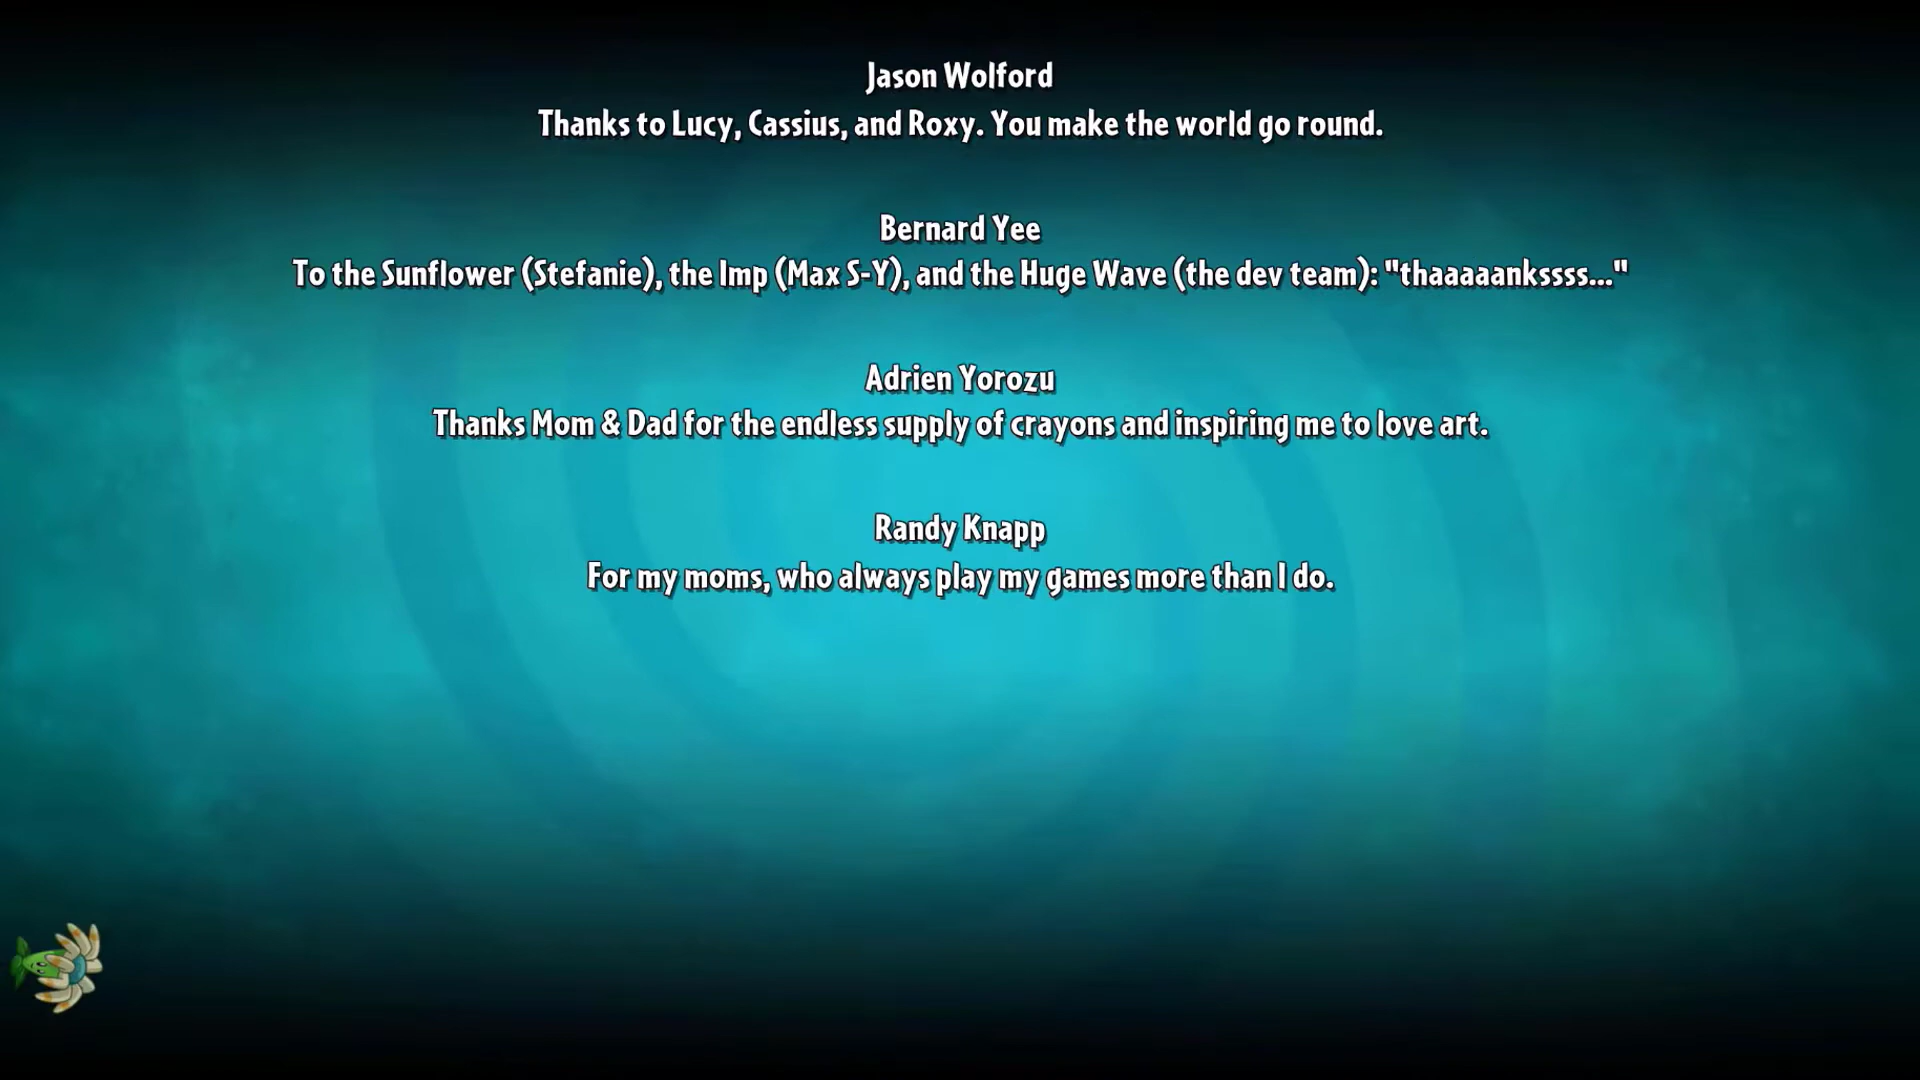 Jason Wolford
Thanks to Lucy, Cassius, and Roxy. You make the world go round.
Bernard Yee
To the Sunflower (Stefanie), the Imp (Max S-Y), and the Huge Wave (the dev team): "thaaaaankssss..."
Adrien Yorozu
Thanks Mom & Dad for the endless supply of crayons and inspiring me to love art.
Randy Knapp
For my moms, who always play my games more than I do.